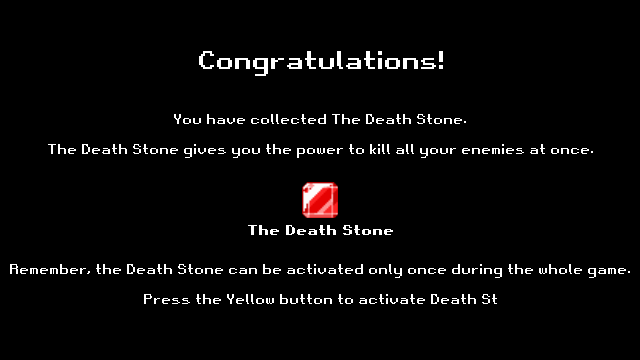 Congratulations!
You have collected The Death Stone.
The Death Stone gives you the power to kill all your enemies at once.
The Death Stone
Remember, the Death Stone can be activated only once during the whole game.
Press the Yellow button to activate Death St